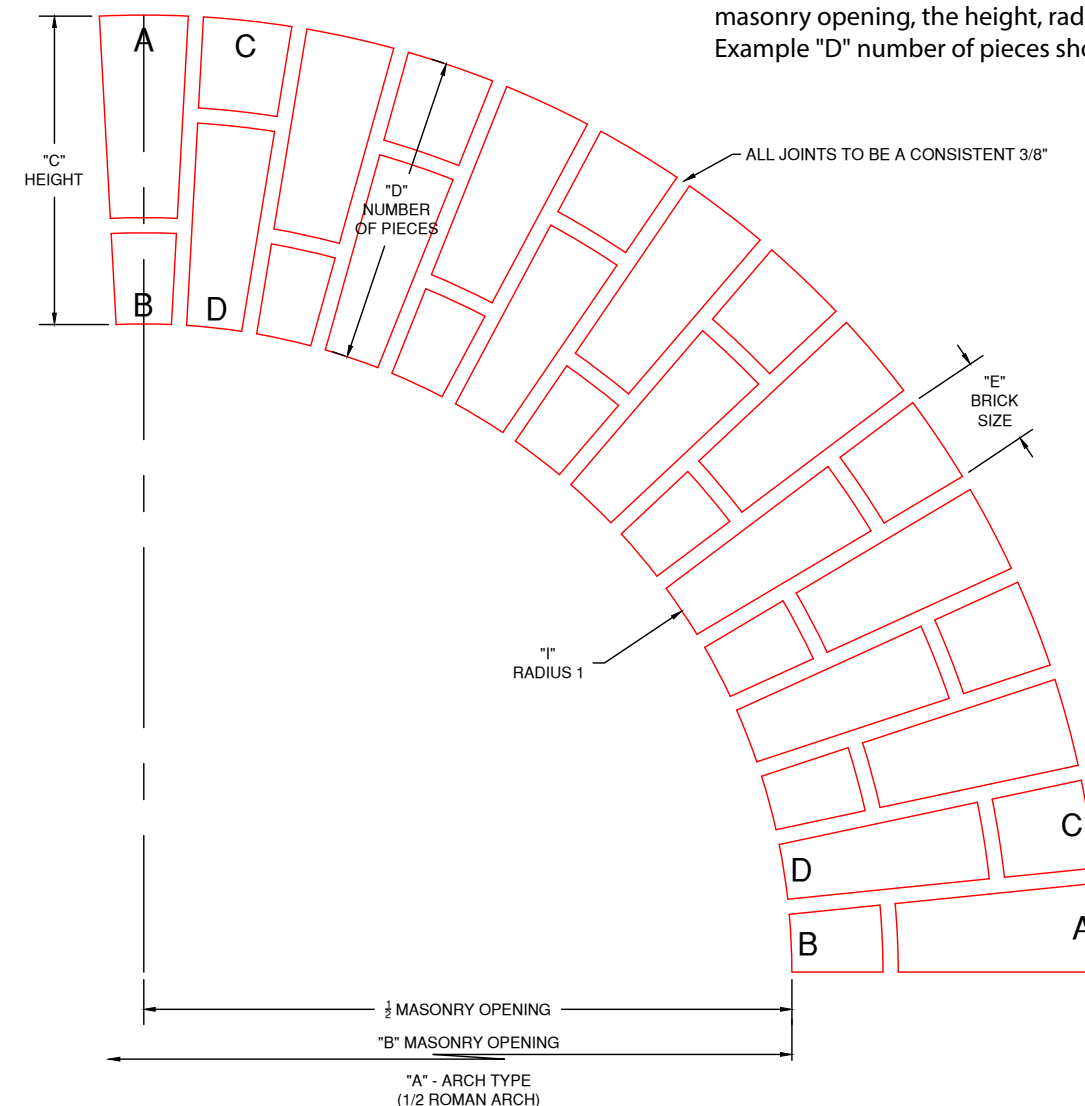 masonry opening, the height, rad
Example "D" number of pieces sho
A
C
"C"
HEIGHT
ALL JOINTS TO BE A CONSISTENT 3/8"
"D"
NUMBER
OF PIECES
B
D
"E"
BRICK
SIZE
"I"
RADIUS 1
C
D
A
B
½ MASONRY OPENING
"B" MASONRY OPENING
"A" - ARCH TYPE
(1/2 ROMAN ARCH)